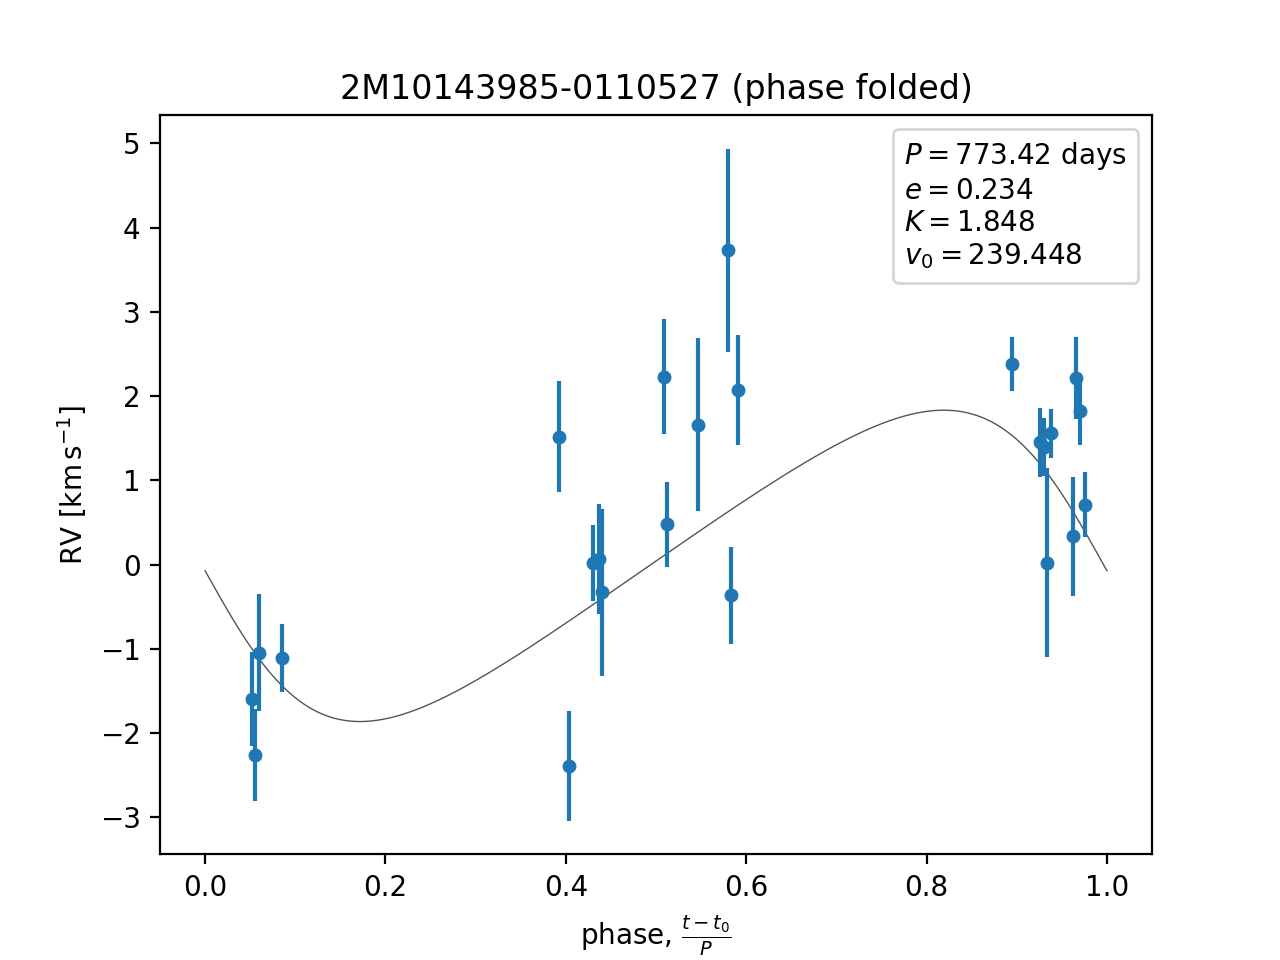 2M10143985-0110527 (phase folded)
P = 773.42 days
e = 0.234
K = 1.848
v₀ = 239.448
5
4
3
2
1
0
−1
−2
−3
RV [km s⁻¹]
0.0 0.2 0.4 0.6 0.8 1.0
phase, (t − t₀)/P